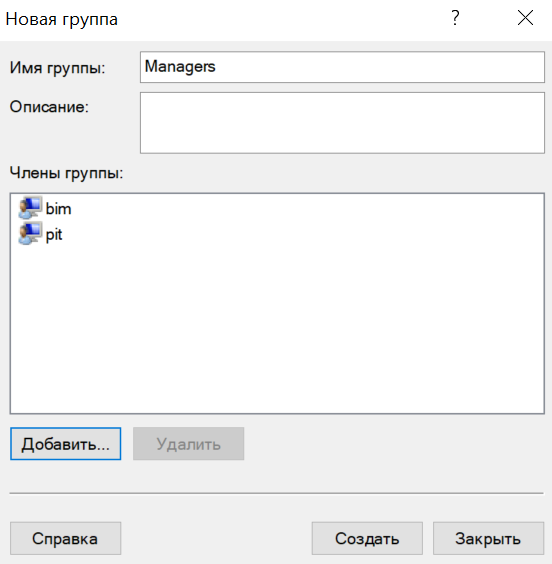 Новая группа ?
Имя группы: Managers
Описание:
Члены группы:
bim
pit
Добавить... Удалить
Справка Создать Закрыть